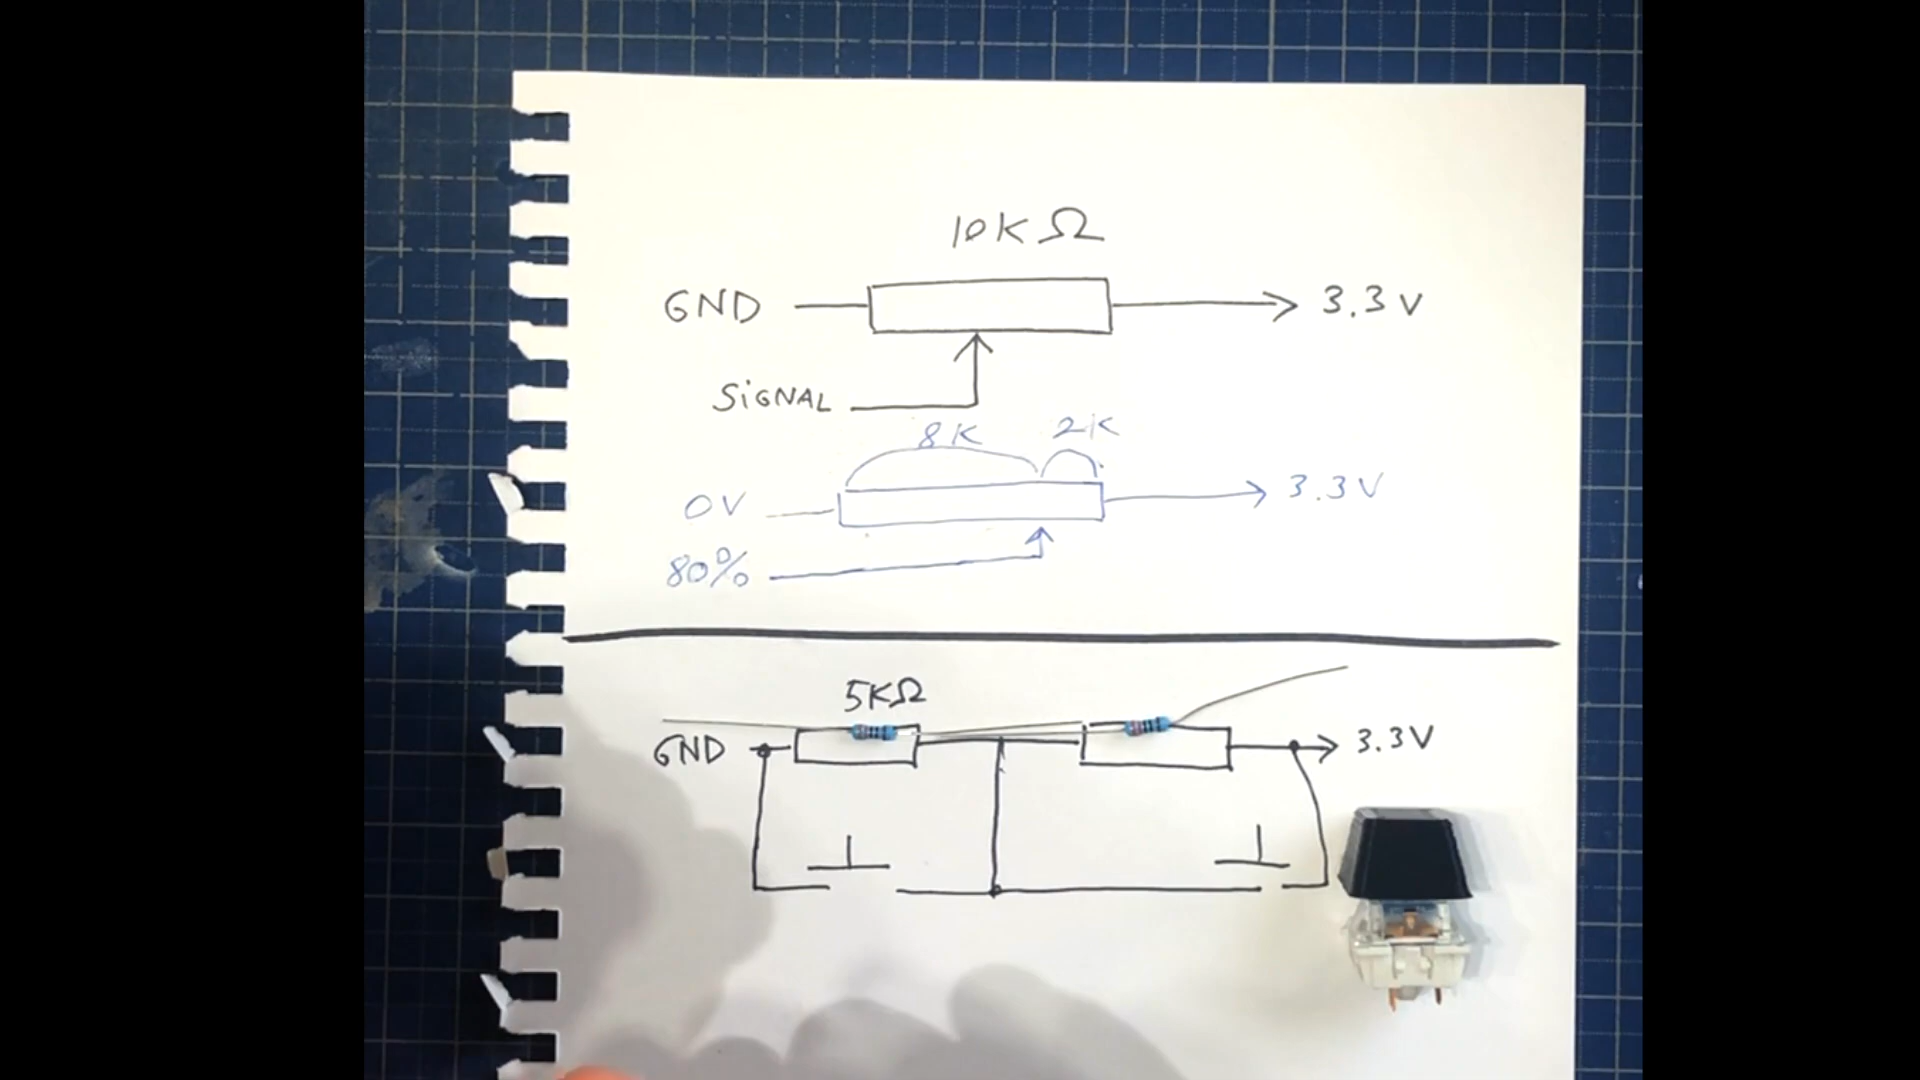 10KΩ
GND 3.3V
SiGNAL
8K 2K
0V 3.3V
80%
5KΩ
GND 3.3V